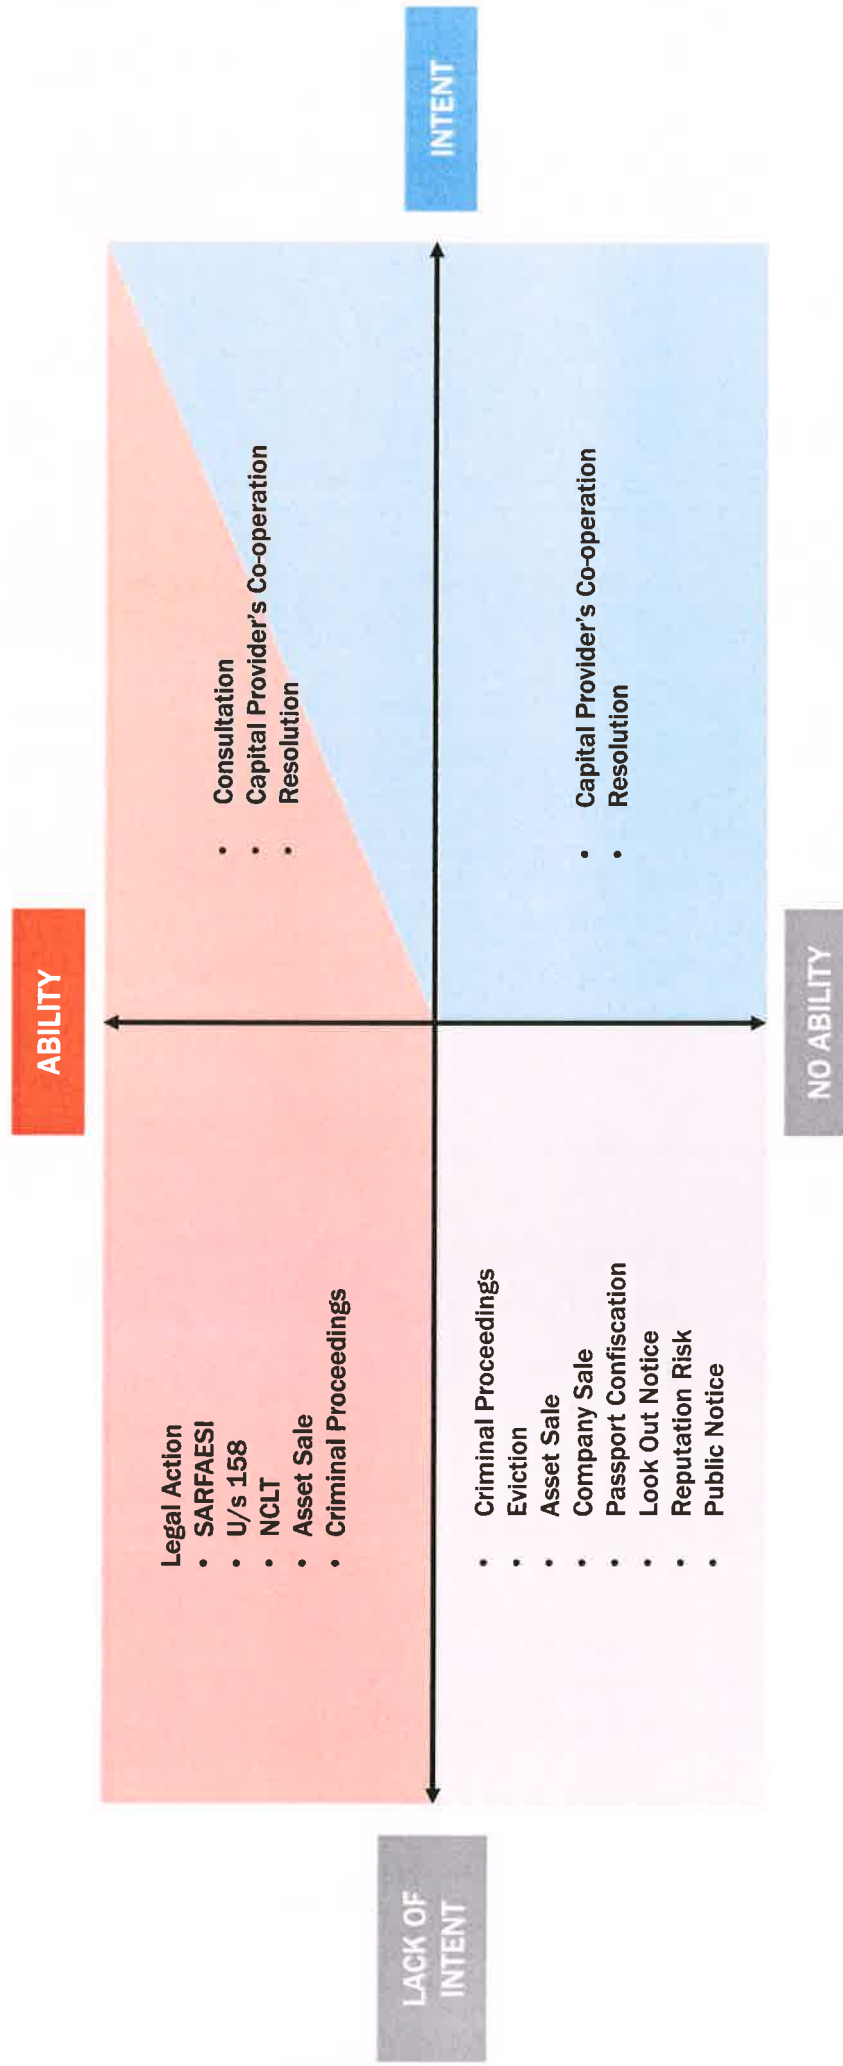 ABILITY
Legal Action
• SARFAESI
• U/s 158
• NCLT
• Asset Sale
• Criminal Proceedings
• Consultation
• Capital Provider's Co-operation
• Resolution
LACK OF
INTENT
INTENT
• Criminal Proceedings
• Eviction
• Asset Sale
• Company Sale
• Passport Confiscation
• Look Out Notice
• Reputation Risk
• Public Notice
• Capital Provider's Co-operation
• Resolution
NO ABILITY